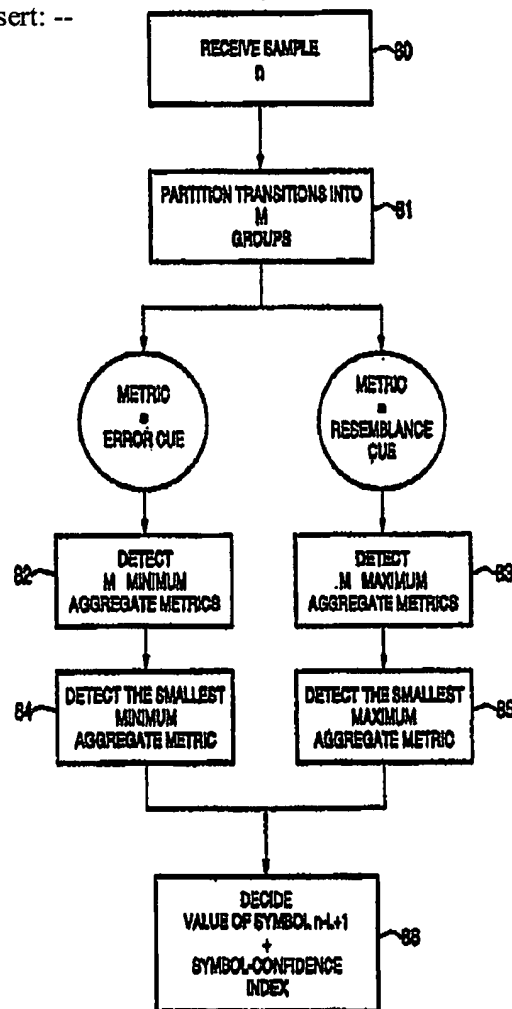 sert: --
RECEIVE SAMPLE
n
80
PARTITION TRANSITIONS INTO
M
GROUPS
81
METRIC
=
ERROR CUE
METRIC
=
RESEMBLANCE
CUE
82
DETECT
M MINIMUM
AGGREGATE METRICS
DETECT
.M MAXIMUM
AGGREGATE METRICS
83
84
DETECT THE SMALLEST
MINIMUM
AGGREGATE METRIC
DETECT THE SMALLEST
MAXIMUM
AGGREGATE METRIC
85
DECIDE
VALUE OF SYMBOL n-L+1
+
SYMBOL-CONFIDENCE
INDEX